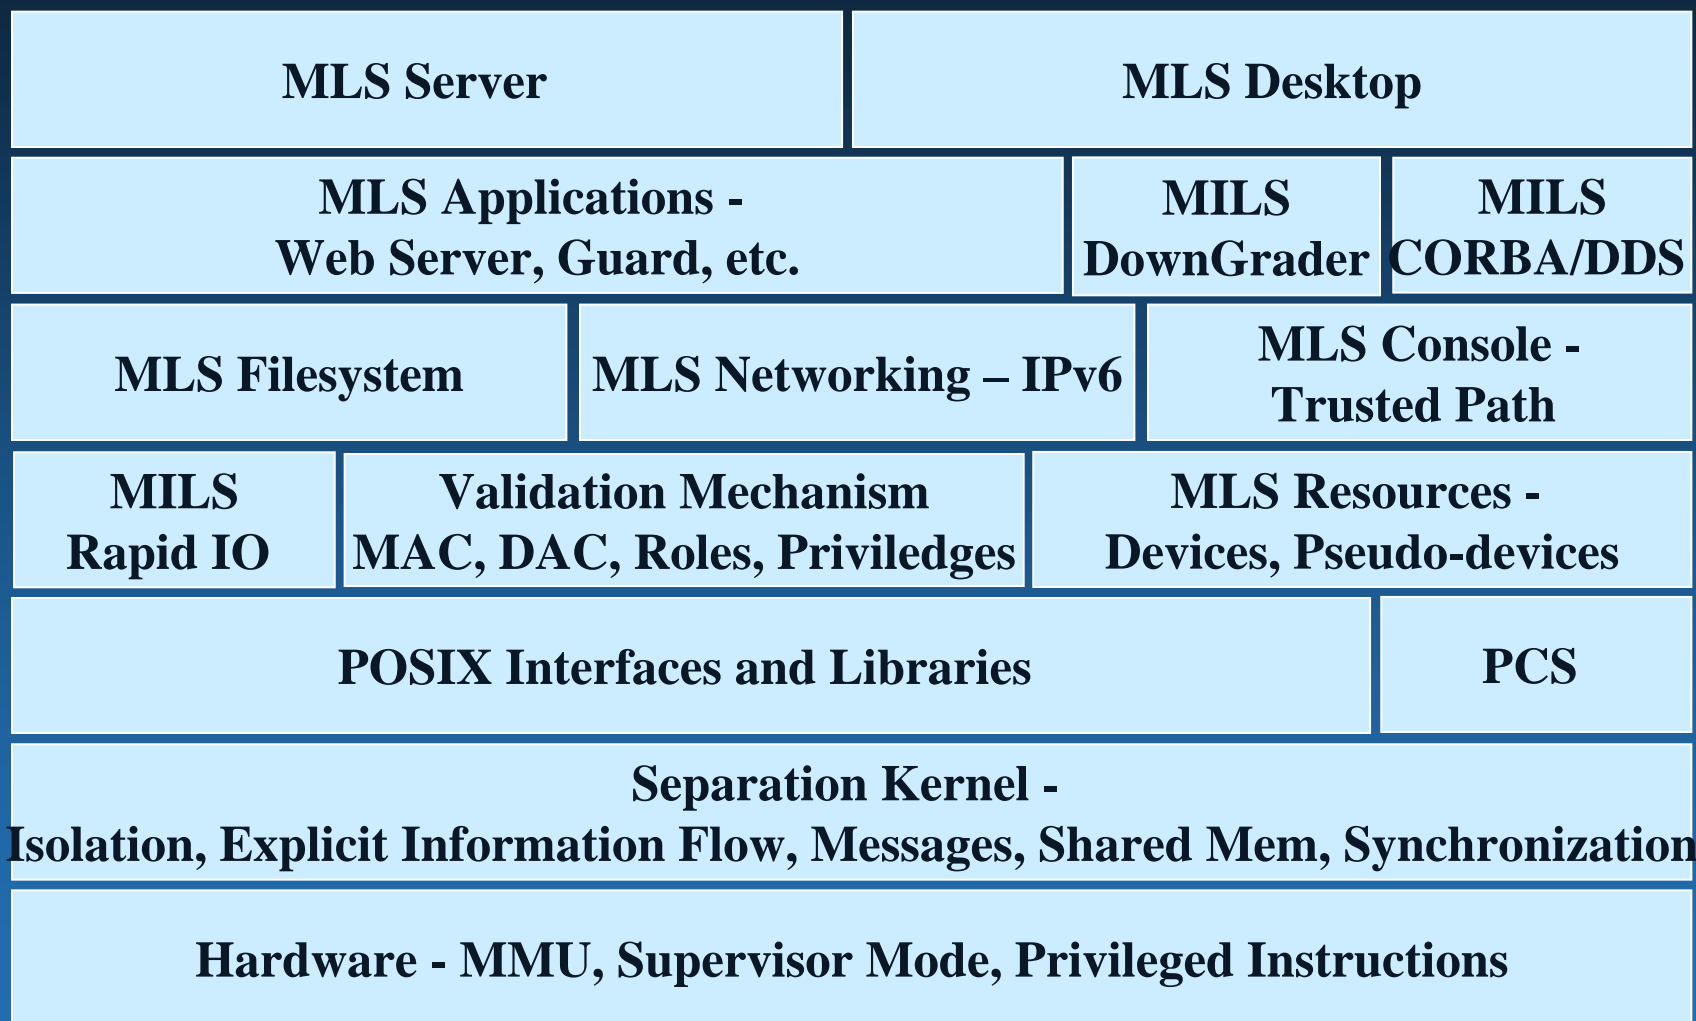 MLS Server
MLS Desktop
MLS Applications -
Web Server, Guard, etc.
MILS
DownGrader
MILS
CORBA/DDS
MLS Filesystem
MLS Networking – IPv6
MLS Console -
Trusted Path
MILS
Rapid IO
Validation Mechanism
MAC, DAC, Roles, Priviledges
MLS Resources -
Devices, Pseudo-devices
POSIX Interfaces and Libraries
PCS
Separation Kernel -
Isolation, Explicit Information Flow, Messages, Shared Mem, Synchronization
Hardware - MMU, Supervisor Mode, Privileged Instructions